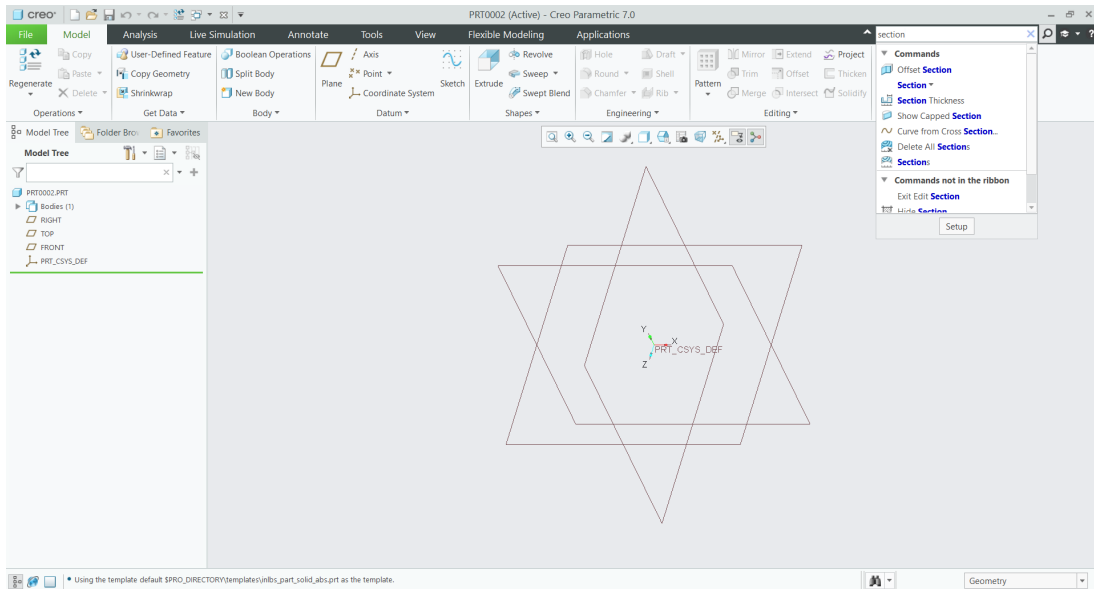 creo PRT0002 (Active) - Creo Parametric 7.0
File Model Analysis Live Simulation Annotate Tools View Flexible Modeling Applications section
Regenerate Copy Paste Delete
Operations
User-Defined Feature Copy Geometry Shrinkwrap
Get Data
Boolean Operations Split Body New Body
Body
Plane Axis Point Coordinate System Sketch
Datum
Extrude Revolve Sweep Swept Blend
Shapes
Hole Round Chamfer Draft Shell Rib
Engineering
Pattern Mirror Trim Merge Extend Offset Intersect Project Thicken Solidify
Editing
Commands
Offset Section
Section
Section Thickness
Show Capped Section
Curve from Cross Section...
Delete All Sections
Sections
Commands not in the ribbon
Exit Edit Section
Hide Section
Setup
Model Tree Folder Bro Favorites
Model Tree
PRT0002.PRT
Bodies (1)
RIGHT
TOP
FRONT
PRT_CSYS_DEF
Y
X
PRT_CSYS_DEF
Z
• Using the template default $PRO_DIRECTORY\templates\inlbs_part_solid_abs.prt as the template.
Geometry